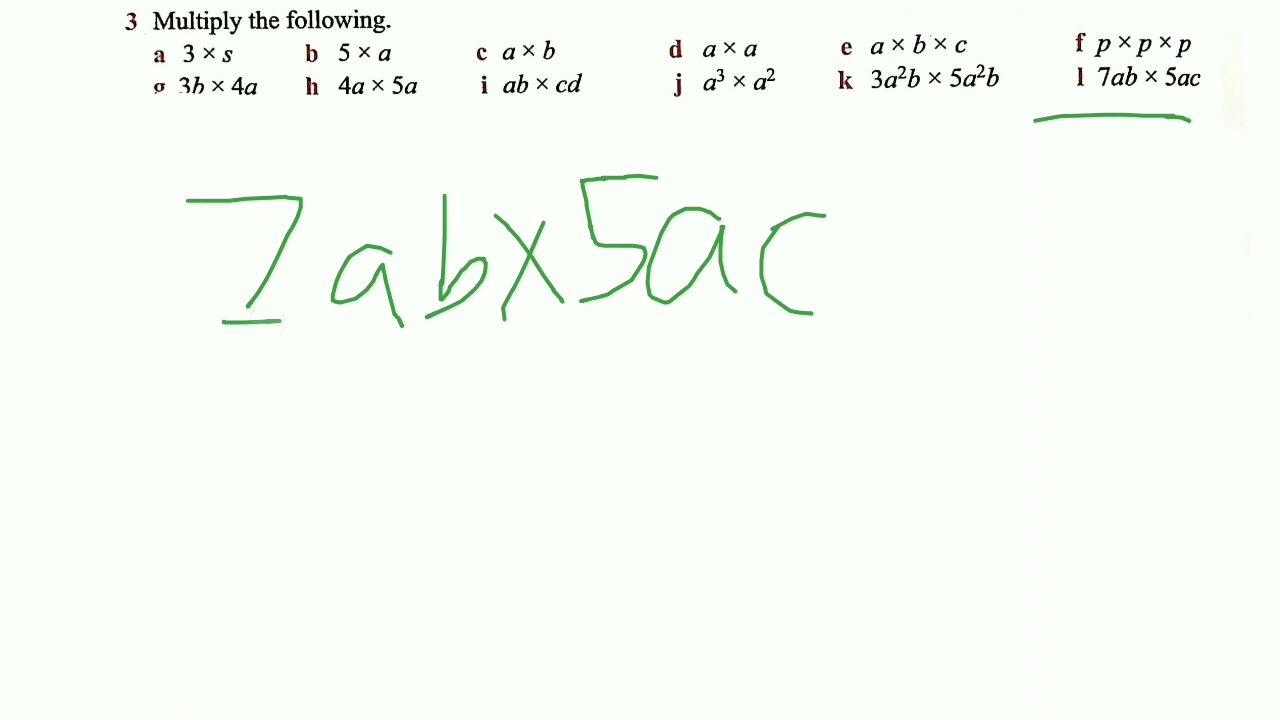 3 Multiply the following.
a 3 × s b 5 × a c a × b d a × a e a × b × c f p × p × p
g 3b × 4a h 4a × 5a i ab × cd j a³ × a² k 3a²b × 5a²b l 7ab × 5ac
7ab×5ac